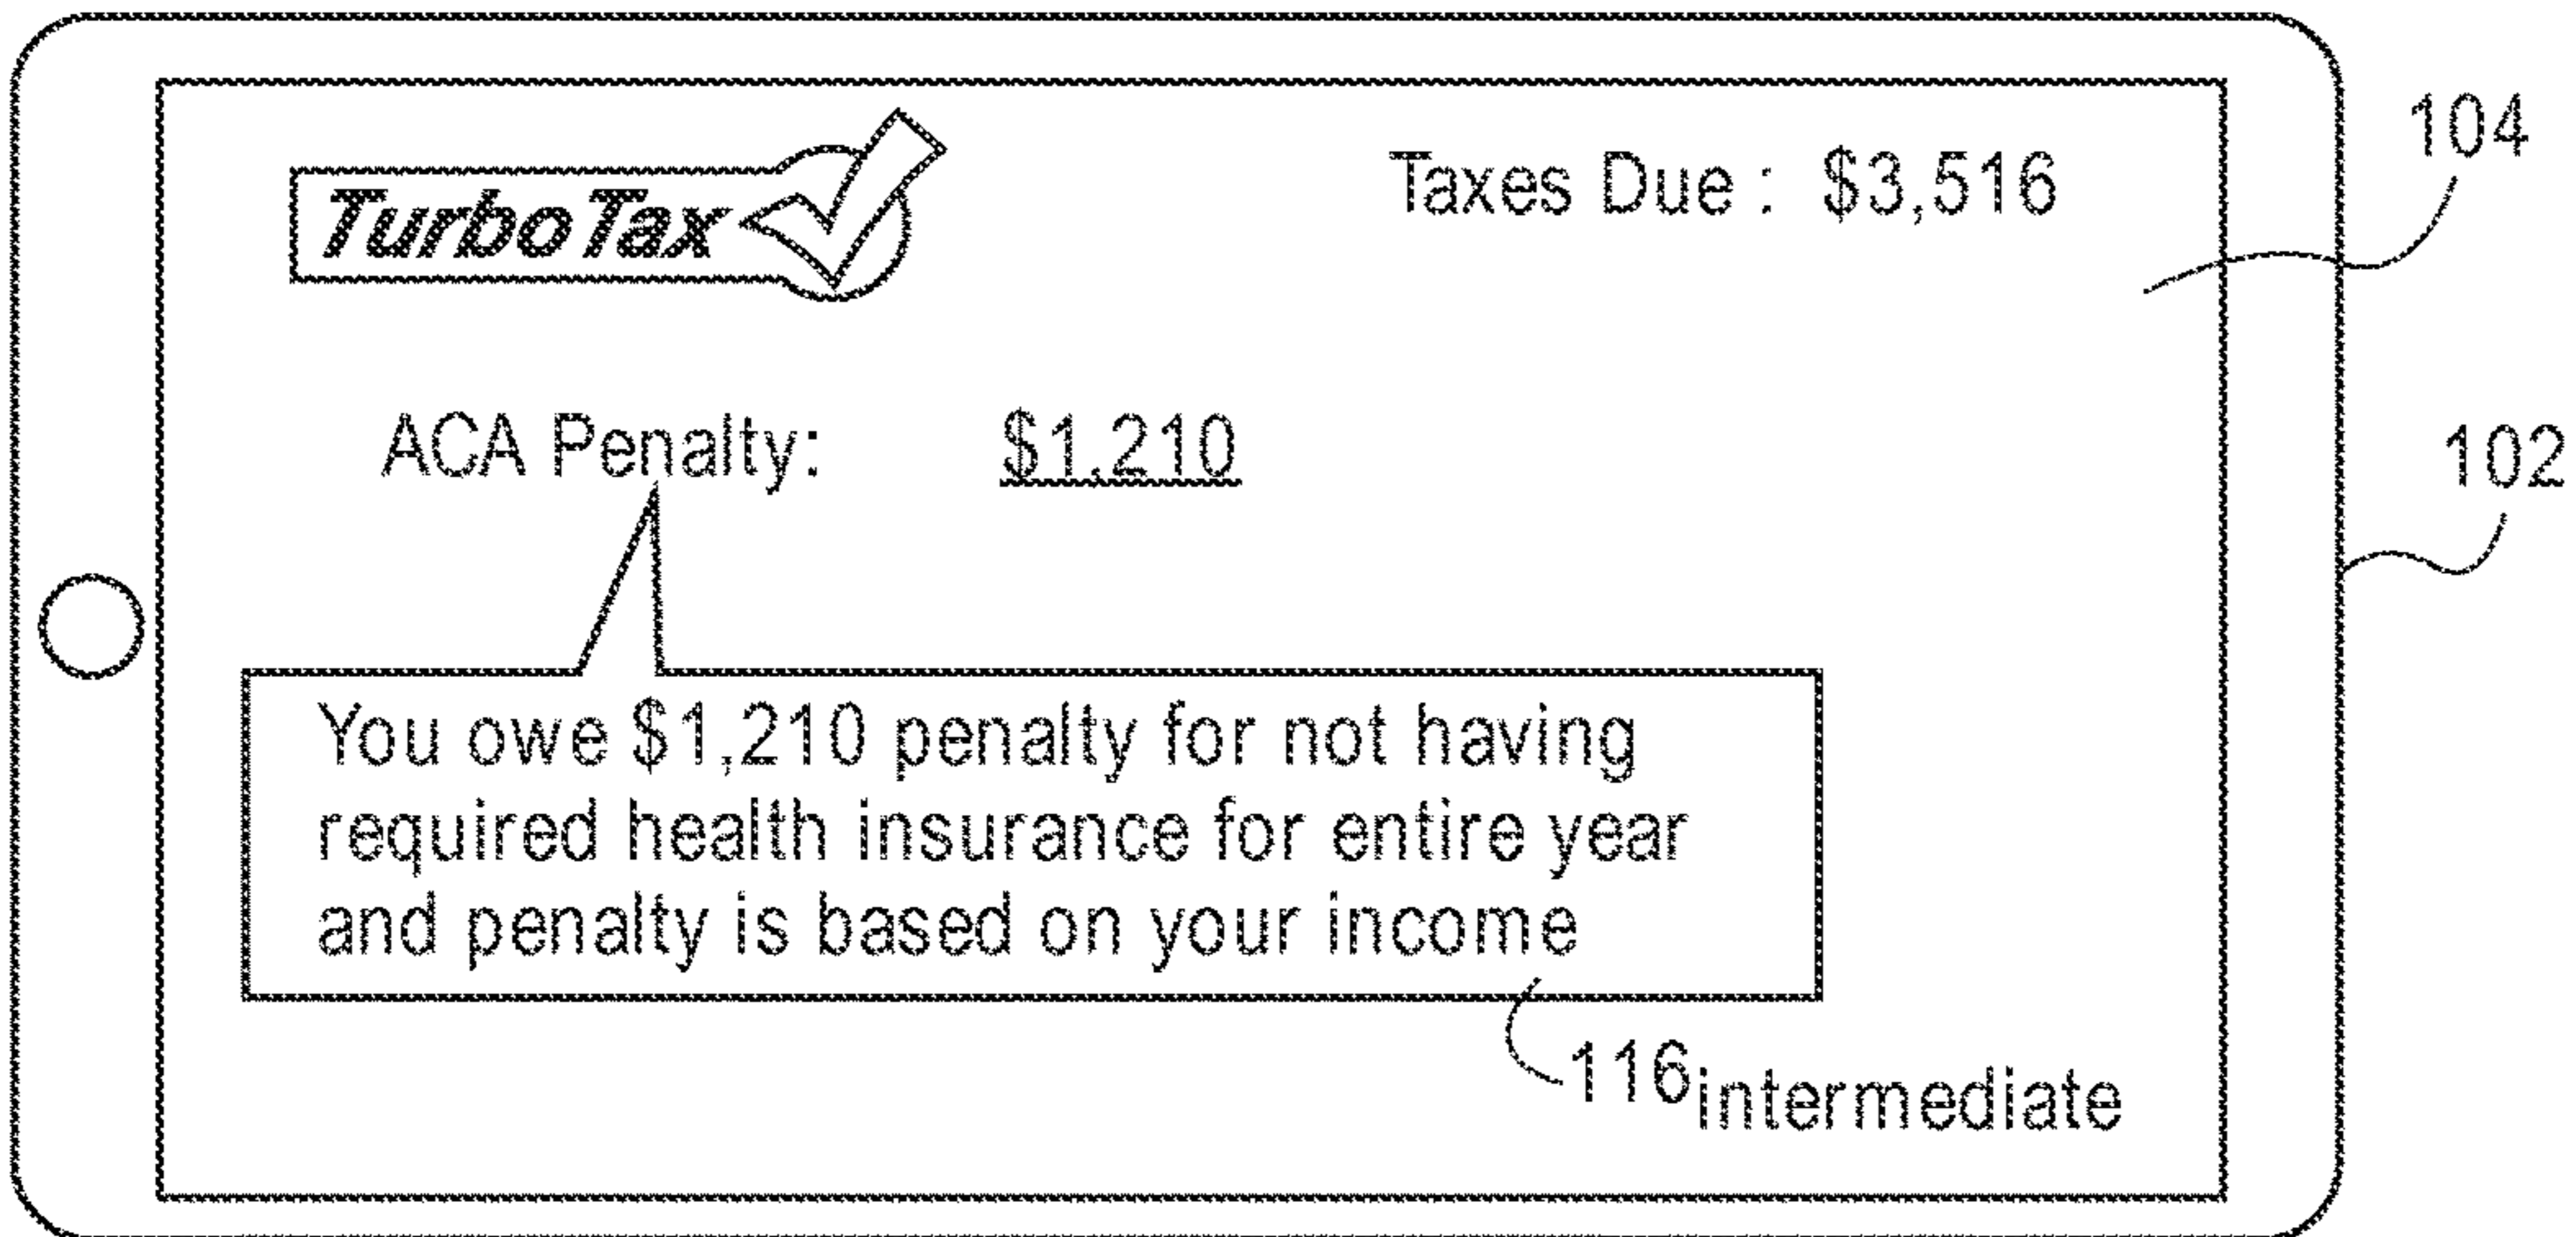 TurboTax
Taxes Due : $3,516
104
ACA Penalty: $1,210
102
You owe $1,210 penalty for not having
required health insurance for entire year
and penalty is based on your income
116intermediate